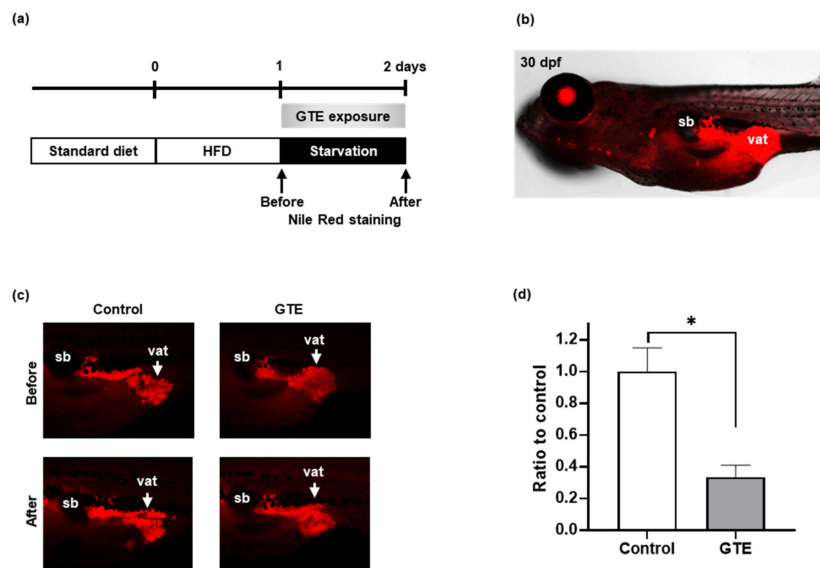 (a)
0 1 2 days
GTE exposure
Standard diet HFD Starvation
Before After
Nile Red staining
(b)
30 dpf
sb
vat
(c)
Control GTE
Before
sb vat
sb vat
After
sb vat
sb vat
(d)
*
Ratio to control
1.2
1.0
0.8
0.6
0.4
0.2
0.0
Control GTE